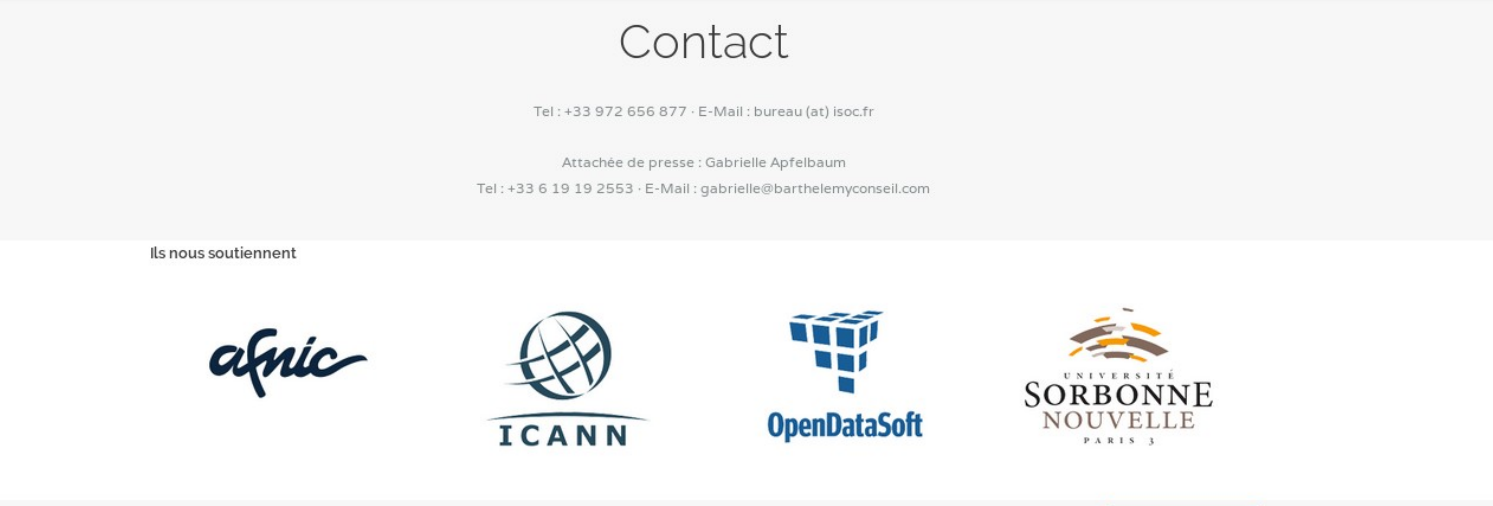 Contact
Tel : +33 972 656 877 · E-Mail : bureau (at) isoc.fr
Attachée de presse : Gabrielle Apfelbaum
Tel : +33 6 19 19 2553 · E-Mail : gabrielle@barthelemyconseil.com
Ils nous soutiennent
afnic
ICANN
OpenDataSoft
UNIVERSITÉ
SORBONNE
NOUVELLE
PARIS 3